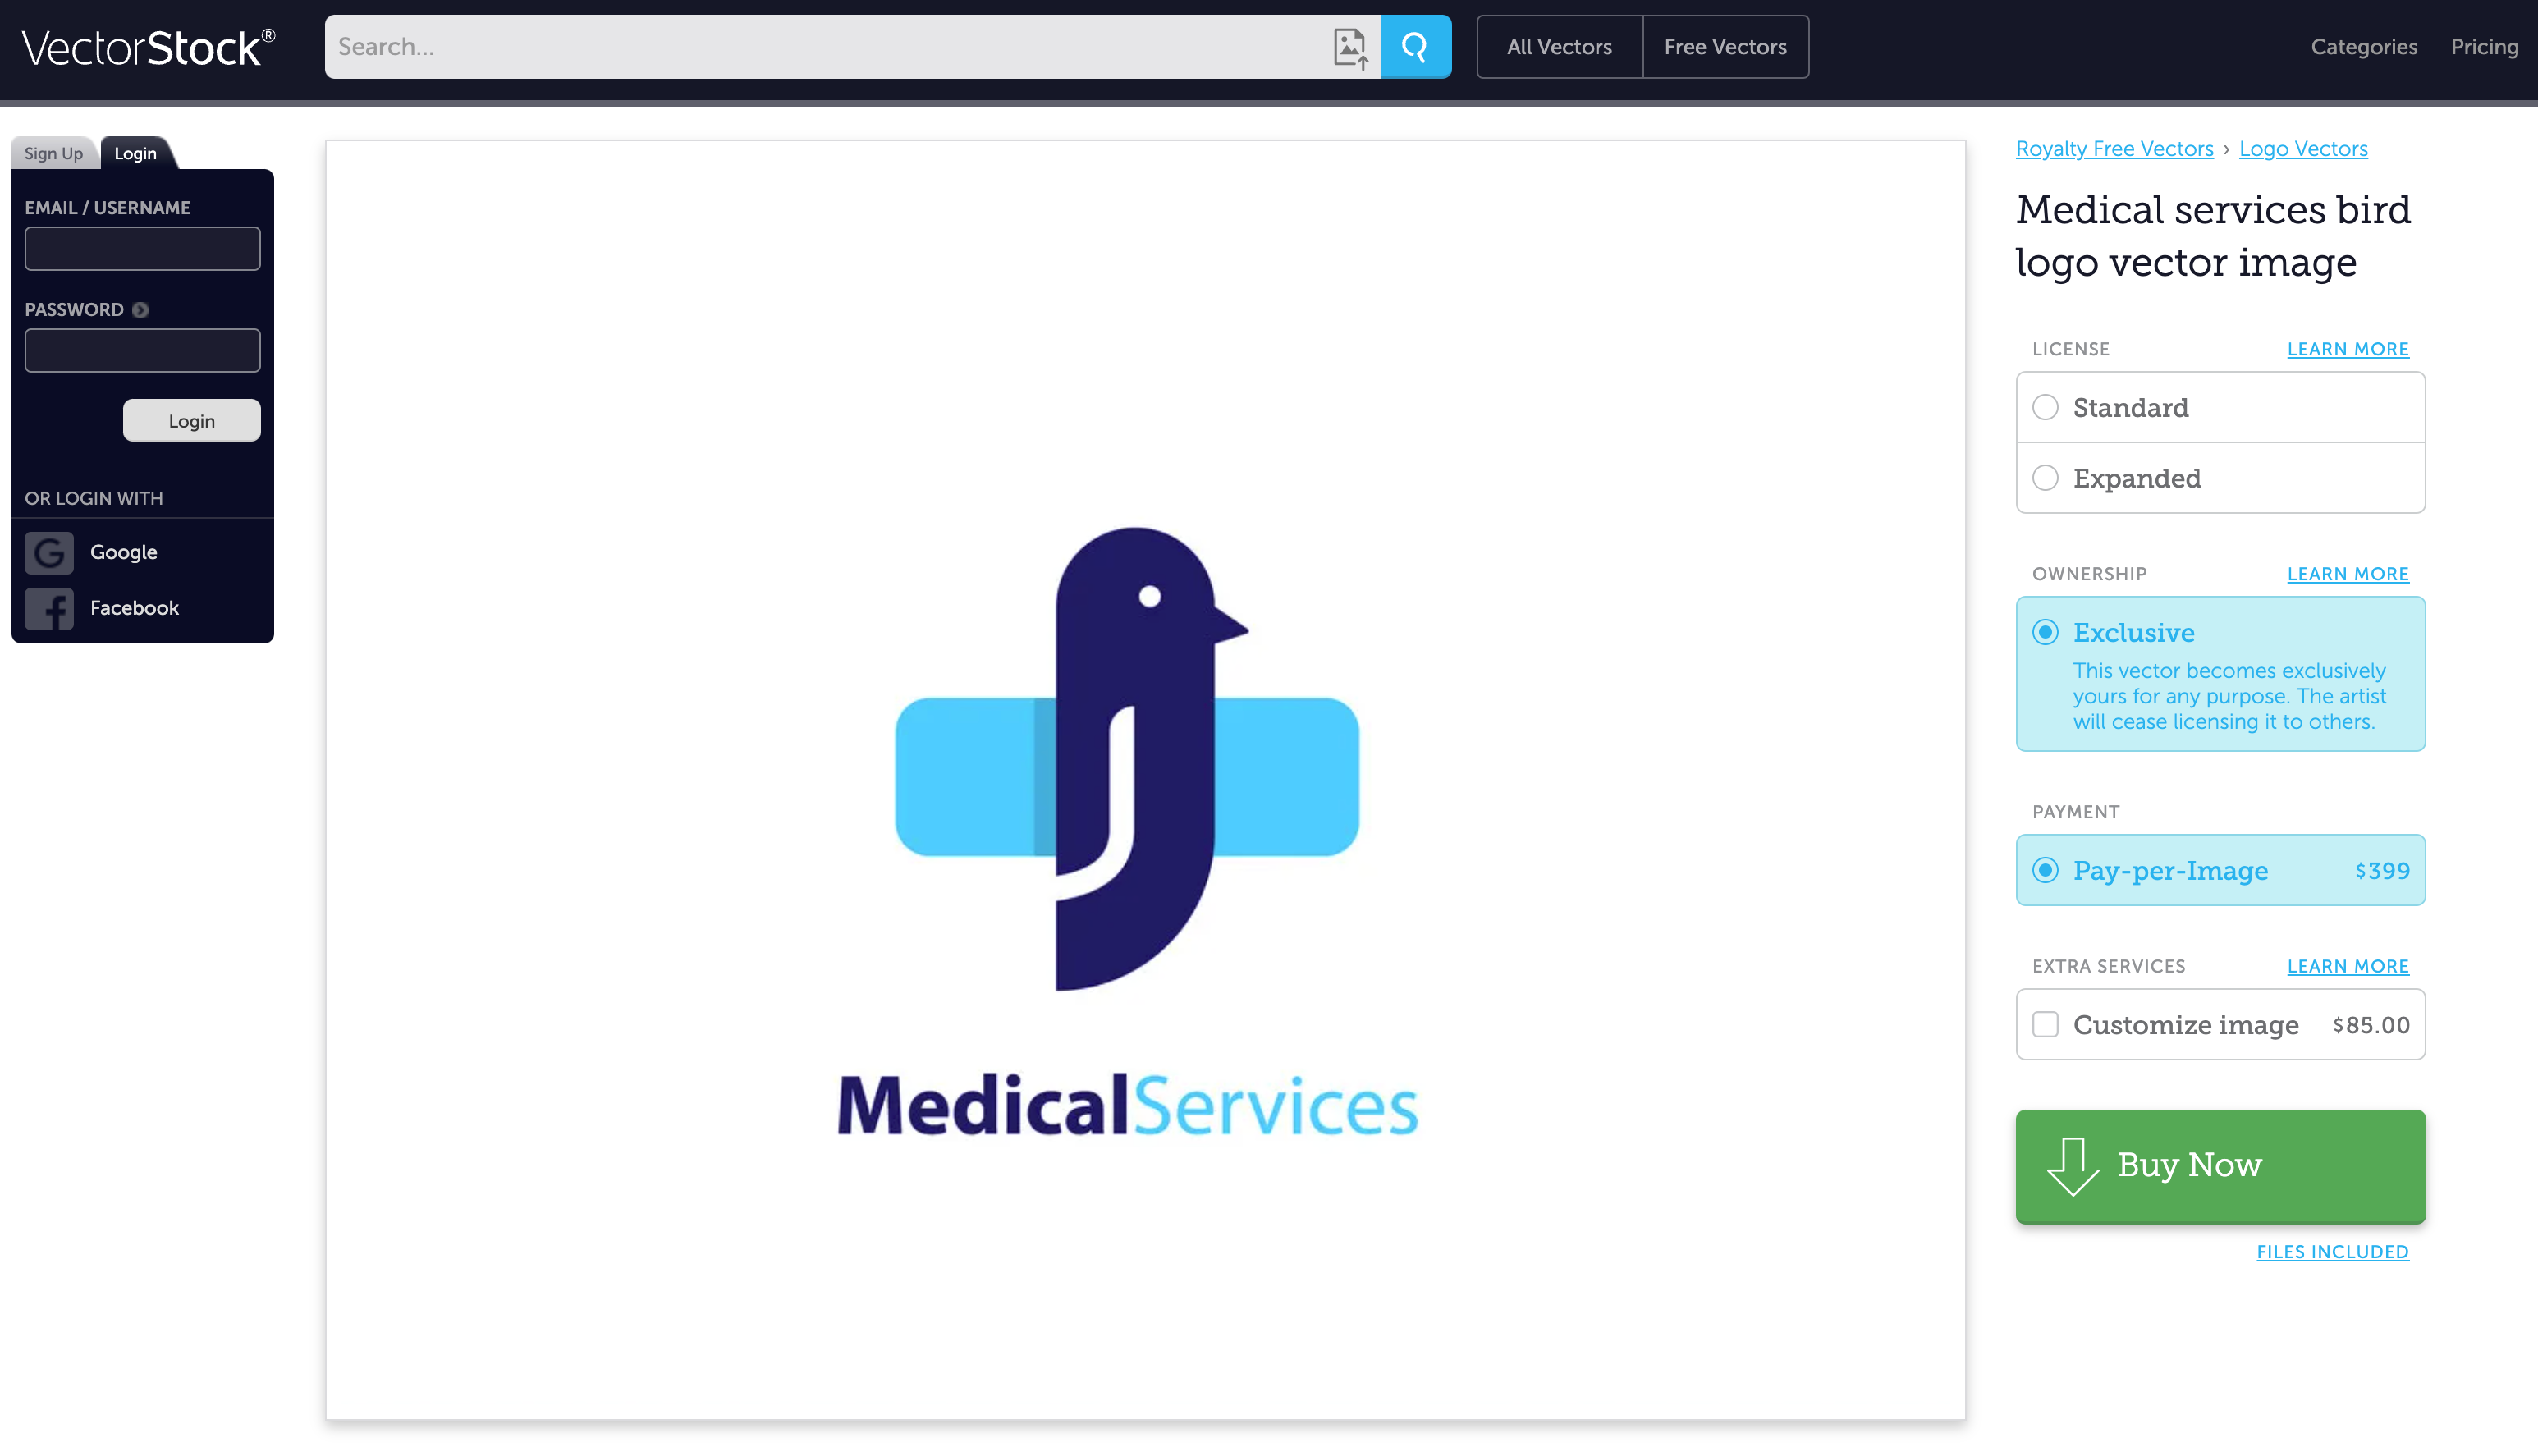 VectorStock®
Search...
All Vectors
Free Vectors
Categories
Pricing
Sign Up
Login
EMAIL / USERNAME
PASSWORD
Login
OR LOGIN WITH
Google
Facebook
MedicalServices
Royalty Free Vectors › Logo Vectors
Medical services bird
logo vector image
LICENSE
LEARN MORE
Standard
Expanded
OWNERSHIP
LEARN MORE
Exclusive
This vector becomes exclusively
yours for any purpose. The artist
will cease licensing it to others.
PAYMENT
Pay-per-Image
$399
EXTRA SERVICES
LEARN MORE
Customize image
$85.00
Buy Now
FILES INCLUDED